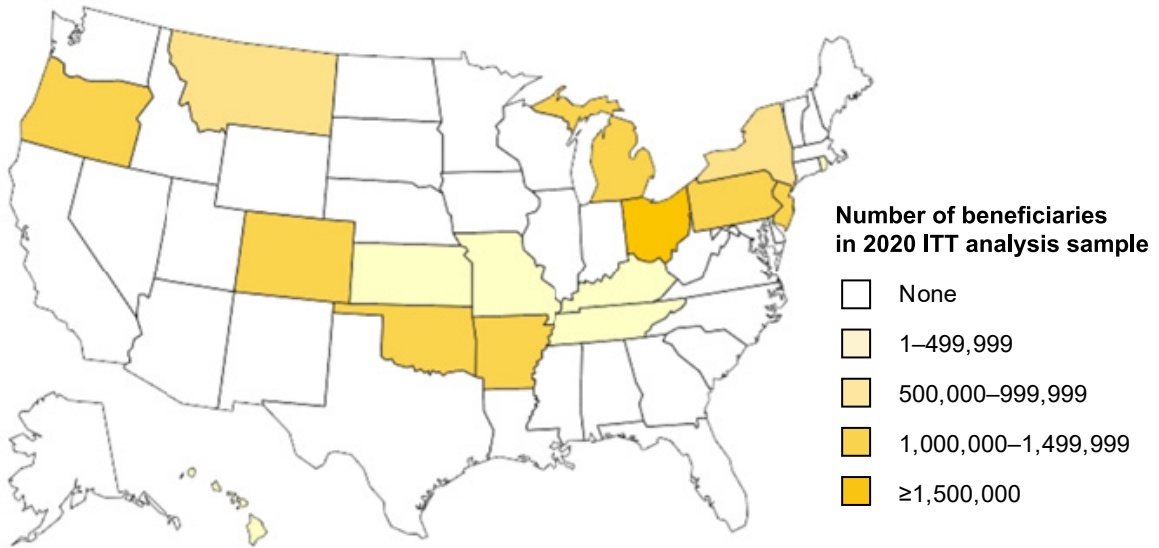 Number of beneficiaries
in 2020 ITT analysis sample
None
1–499,999
500,000–999,999
1,000,000–1,499,999
≥1,500,000